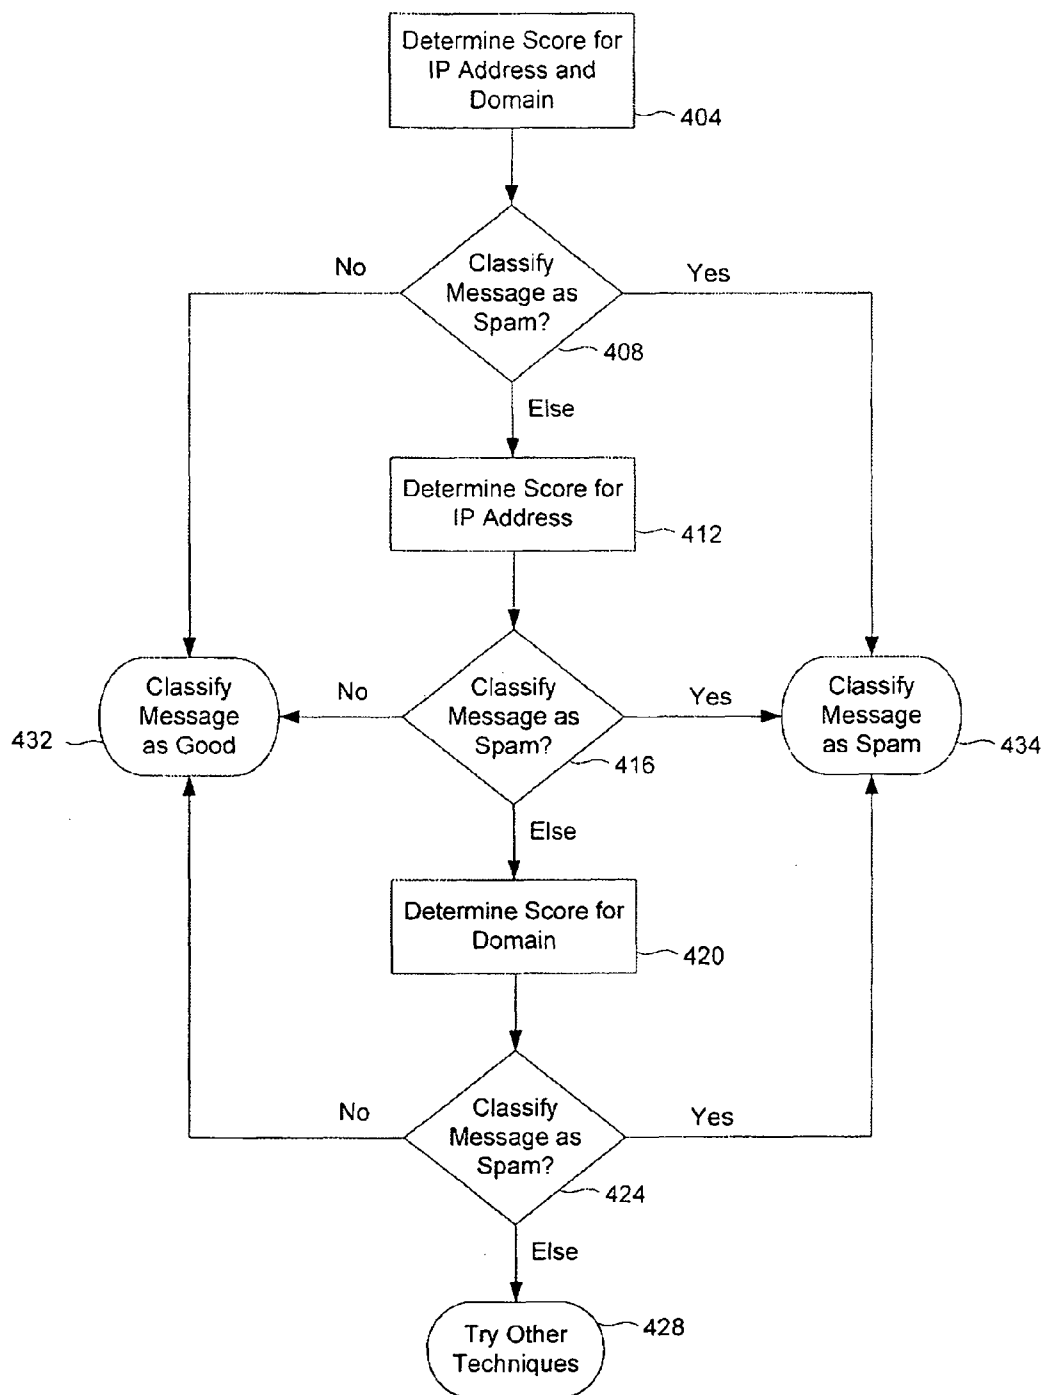 Determine Score for
IP Address and
Domain
404
No
Classify
Message as
Spam?
Yes
408
Else
Determine Score for
IP Address
412
Classify
Message
as Good
432
No
Classify
Message as
Spam?
Yes
416
Classify
Message
as Spam
434
Else
Determine Score for
Domain
420
No
Classify
Message as
Spam?
Yes
424
Else
Try Other
Techniques
428